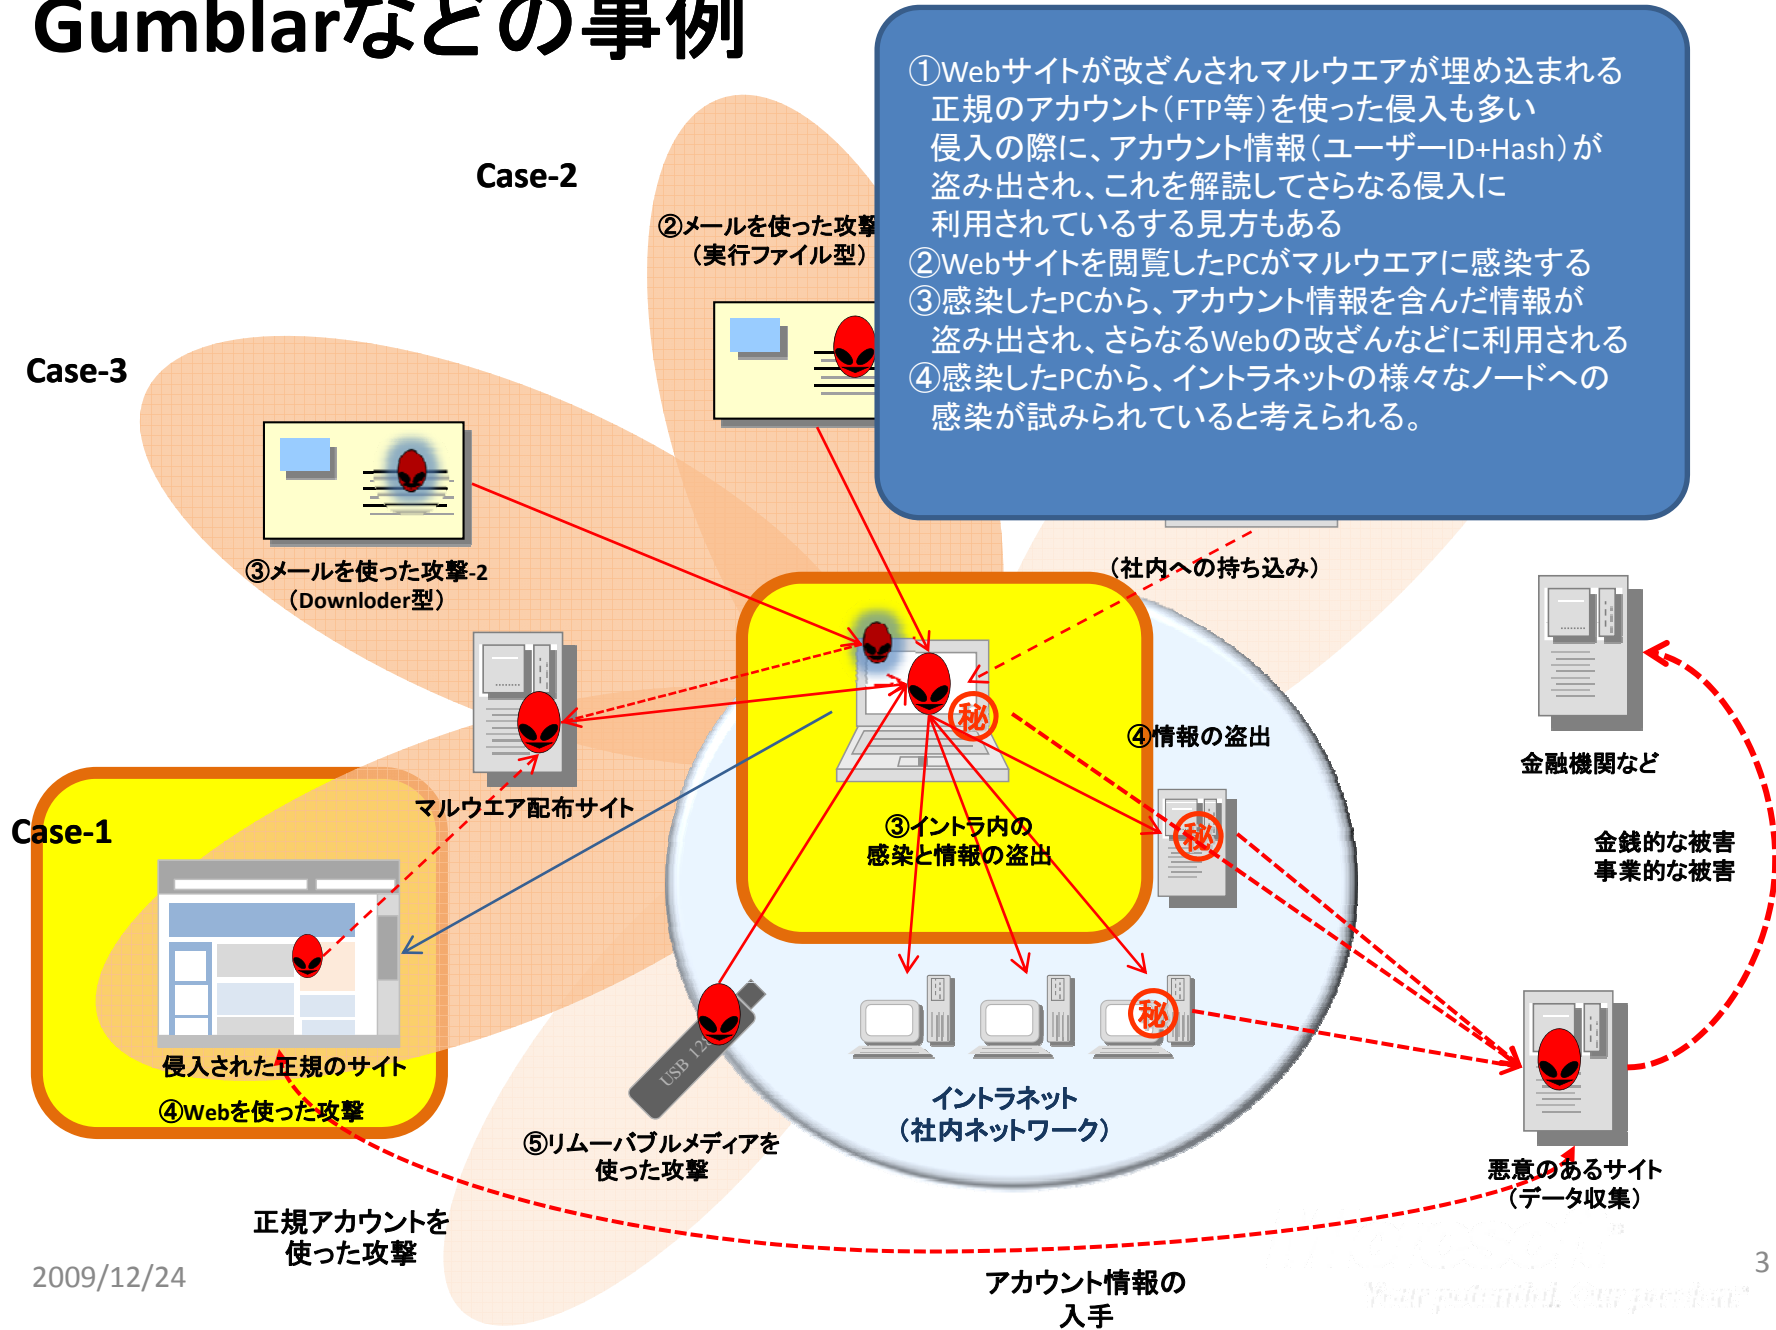 Gumblarなどの事例
①Webサイトが改ざんされマルウエアが埋め込まれる
正規のアカウント（FTP等）を使った侵入も多い
侵入の際に、アカウント情報（ユーザーID+Hash）が
盗み出され、これを解読してさらなる侵入に
利用されているする見方もある
②Webサイトを閲覧したPCがマルウエアに感染する
③感染したPCから、アカウント情報を含んだ情報が
盗み出され、さらなるWebの改ざんなどに利用される
④感染したPCから、イントラネットの様々なノードへの
感染が試みられていると考えられる。
Case-2
②メールを使った攻撃
（実行ファイル型）
Case-3
③メールを使った攻撃-2
（Downloder型）
（社内への持ち込み）
マルウエア配布サイト
秘
④情報の盗出
金融機関など
Case-1
③イントラ内の
感染と情報の盗出
秘
金銭的な被害
事業的な被害
秘
USB 12
侵入された正規のサイト
④Webを使った攻撃
イントラネット
（社内ネットワーク）
⑤リムーバブルメディアを
使った攻撃
悪意のあるサイト
（データ収集）
正規アカウントを
使った攻撃
アカウント情報の
入手
2009/12/24
3
Your potential. Our passion.™